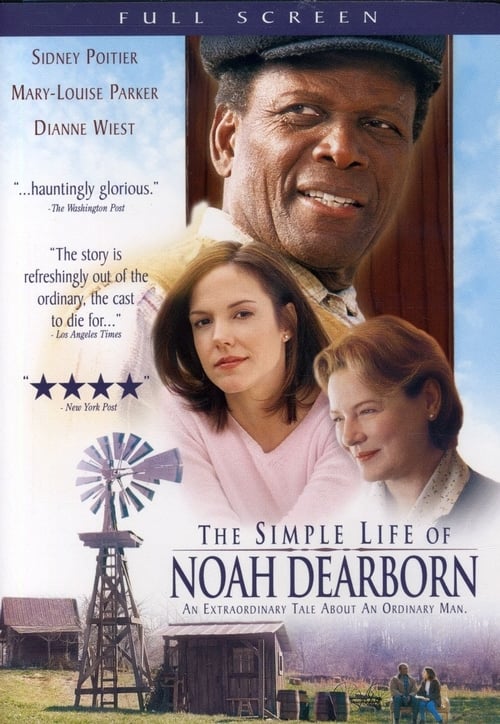 FULL SCREEN
SIDNEY POITIER
MARY-LOUISE PARKER
DIANNE WIEST
"...hauntingly glorious."
-The Washington Post
"The story is
refreshingly out of the
ordinary, the cast
to die for..."
- Los Angeles Times
"★★★★"
- New York Post
THE SIMPLE LIFE OF
NOAH DEARBORN
AN EXTRAORDINARY TALE ABOUT AN ORDINARY MAN.